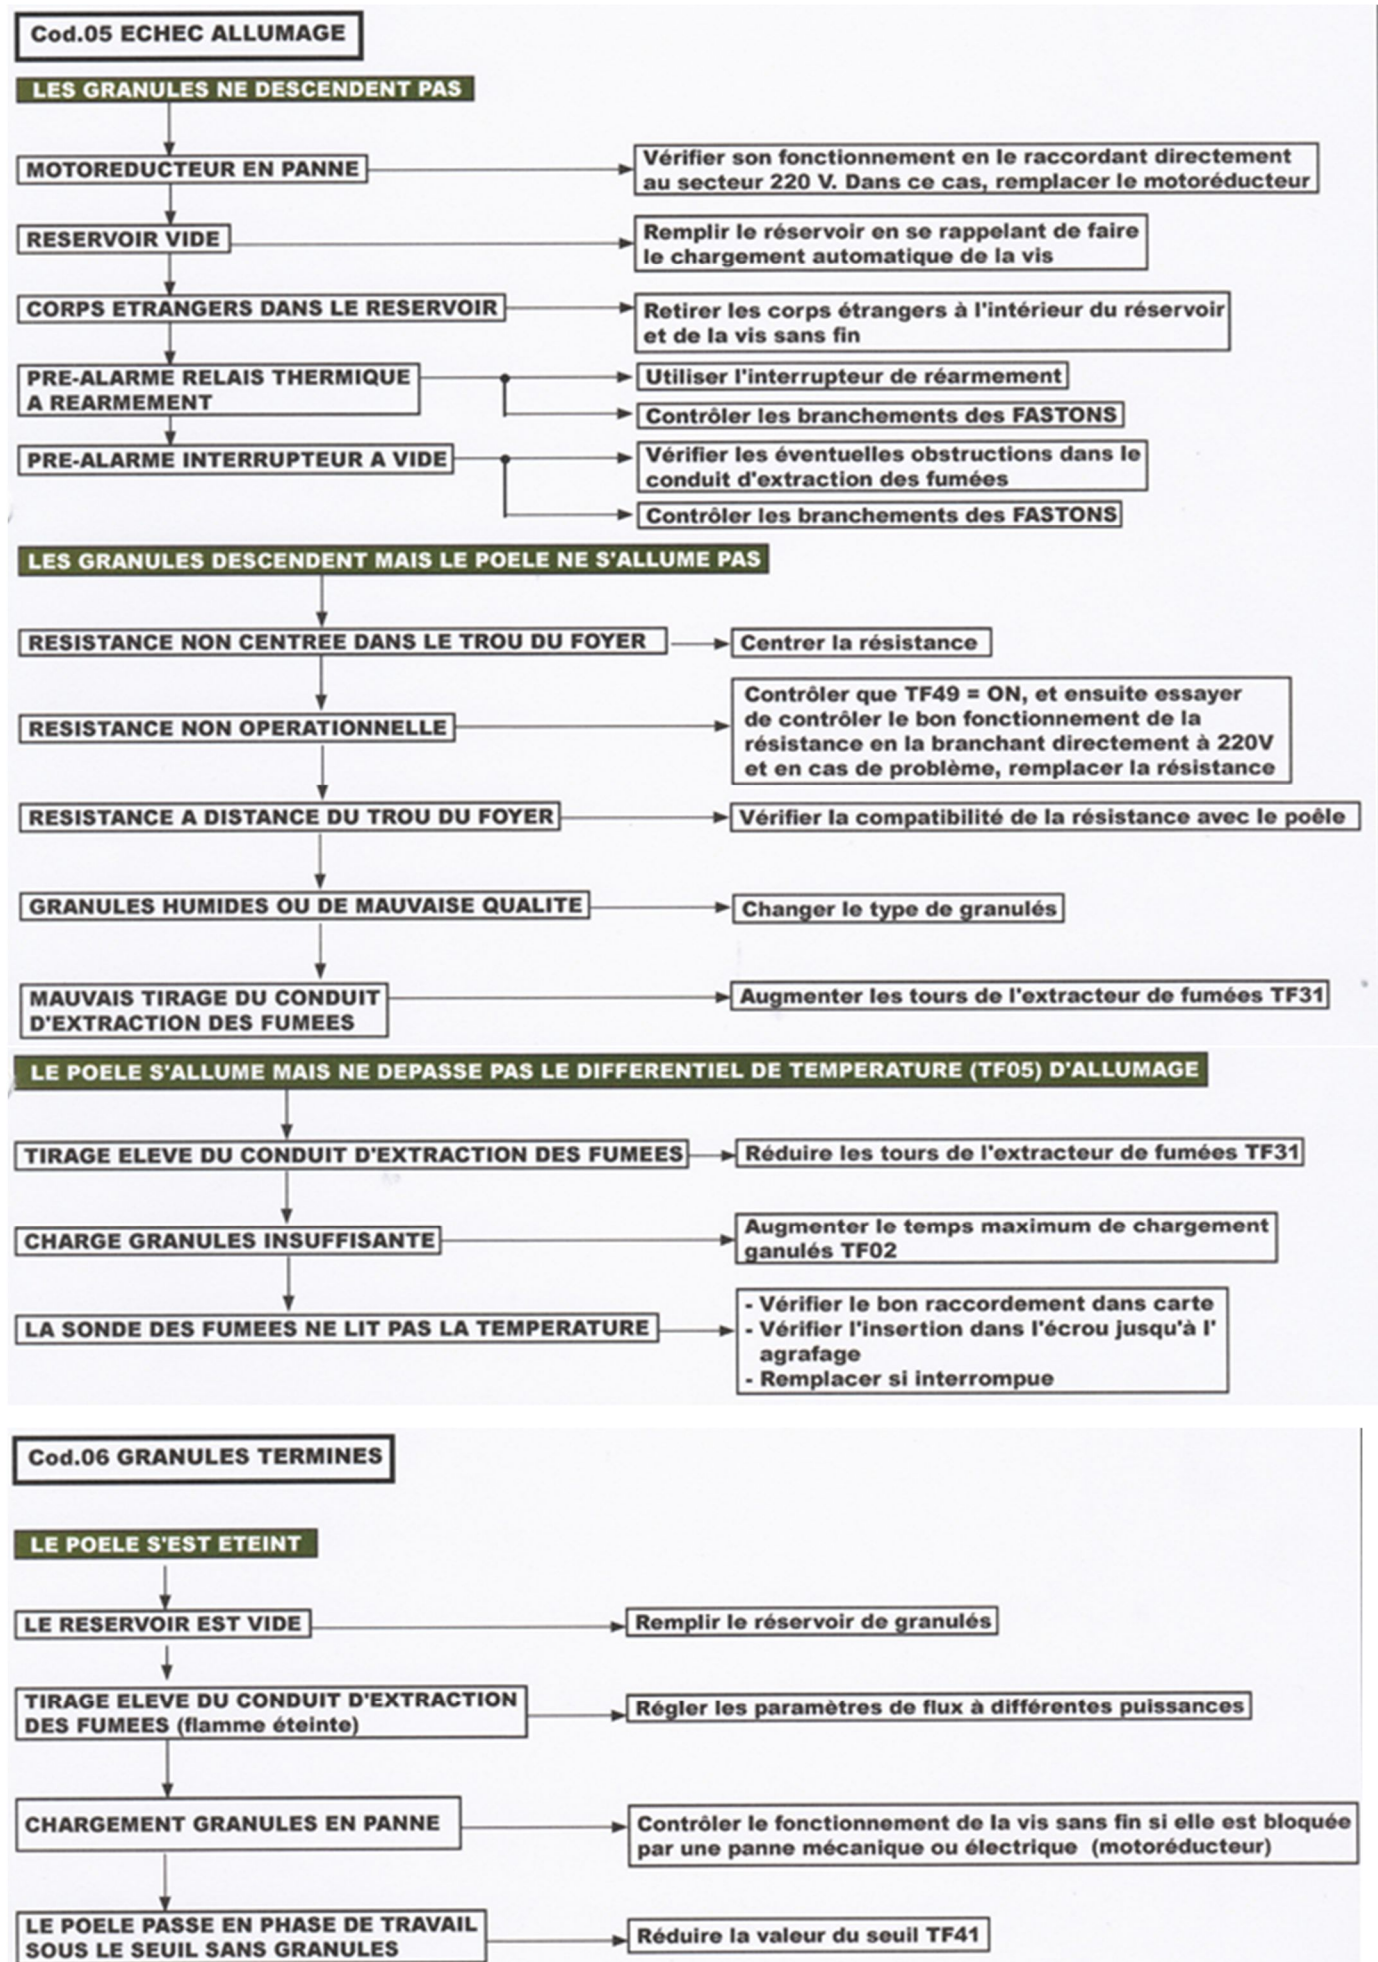 Cod.05 ECHEC ALLUMAGE
LES GRANULES NE DESCENDENT PAS
MOTOREDUCTEUR EN PANNE
Vérifier son fonctionnement en le raccordant directement
au secteur 220 V. Dans ce cas, remplacer le motoréducteur
RESERVOIR VIDE
Remplir le réservoir en se rappelant de faire
le chargement automatique de la vis
CORPS ETRANGERS DANS LE RESERVOIR
Retirer les corps étrangers à l'intérieur du réservoir
et de la vis sans fin
PRE-ALARME RELAIS THERMIQUE
A REARMEMENT
Utiliser l'interrupteur de réarmement
Contrôler les branchements des FASTONS
PRE-ALARME INTERRUPTEUR A VIDE
Vérifier les éventuelles obstructions dans le
conduit d'extraction des fumées
Contrôler les branchements des FASTONS
LES GRANULES DESCENDENT MAIS LE POELE NE S'ALLUME PAS
RESISTANCE NON CENTREE DANS LE TROU DU FOYER
Centrer la résistance
RESISTANCE NON OPERATIONNELLE
Contrôler que TF49 = ON, et ensuite essayer
de contrôler le bon fonctionnement de la
résistance en la branchant directement à 220V
et en cas de problème, remplacer la résistance
RESISTANCE A DISTANCE DU TROU DU FOYER
Vérifier la compatibilité de la résistance avec le poêle
GRANULES HUMIDES OU DE MAUVAISE QUALITE
Changer le type de granulés
MAUVAIS TIRAGE DU CONDUIT
D'EXTRACTION DES FUMEES
Augmenter les tours de l'extracteur de fumées TF31
LE POELE S'ALLUME MAIS NE DEPASSE PAS LE DIFFERENTIEL DE TEMPERATURE (TF05) D'ALLUMAGE
TIRAGE ELEVE DU CONDUIT D'EXTRACTION DES FUMEES
Réduire les tours de l'extracteur de fumées TF31
CHARGE GRANULES INSUFFISANTE
Augmenter le temps maximum de chargement
ganulés TF02
LA SONDE DES FUMEES NE LIT PAS LA TEMPERATURE
- Vérifier le bon raccordement dans carte
- Vérifier l'insertion dans l'écrou jusqu'à l'
agrafage
- Remplacer si interrompue
Cod.06 GRANULES TERMINES
LE POELE S'EST ETEINT
LE RESERVOIR EST VIDE
Remplir le réservoir de granulés
TIRAGE ELEVE DU CONDUIT D'EXTRACTION
DES FUMEES (flamme éteinte)
Régler les paramètres de flux à différentes puissances
CHARGEMENT GRANULES EN PANNE
Contrôler le fonctionnement de la vis sans fin si elle est bloquée
par une panne mécanique ou électrique (motoréducteur)
LE POELE PASSE EN PHASE DE TRAVAIL
SOUS LE SEUIL SANS GRANULES
Réduire la valeur du seuil TF41